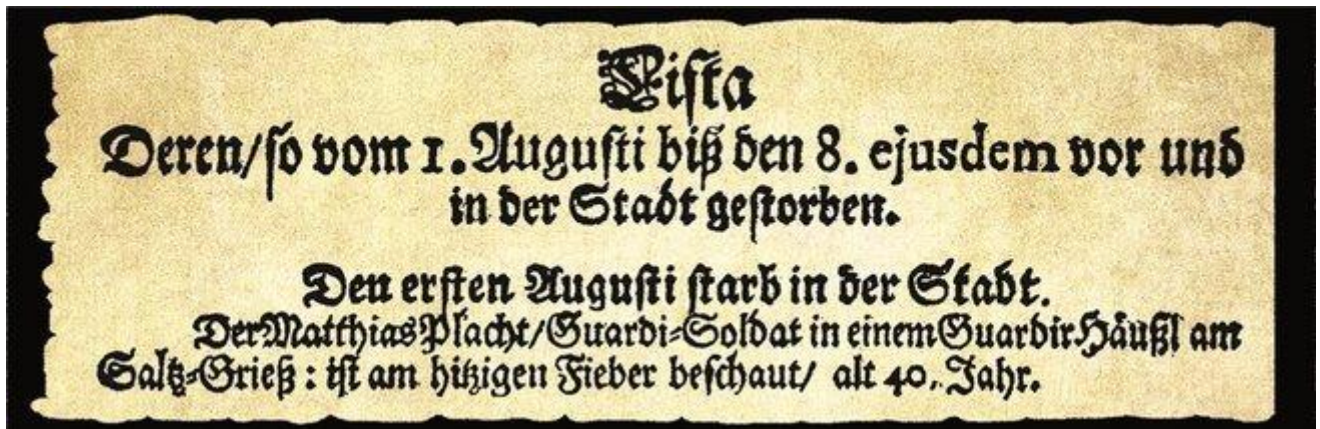 Lista
Deren/so vom 1. Augusti biß den 8. ejusdem vor und
in der Stadt gestorben.
Den ersten Augusti starb in der Stadt.
Der Matthias Placht/Guardi-Soldat in einem Guardir Häußl am
Saltz-Grieß : ist am hitzigen Fieber beschaut/ alt 40. Jahr.